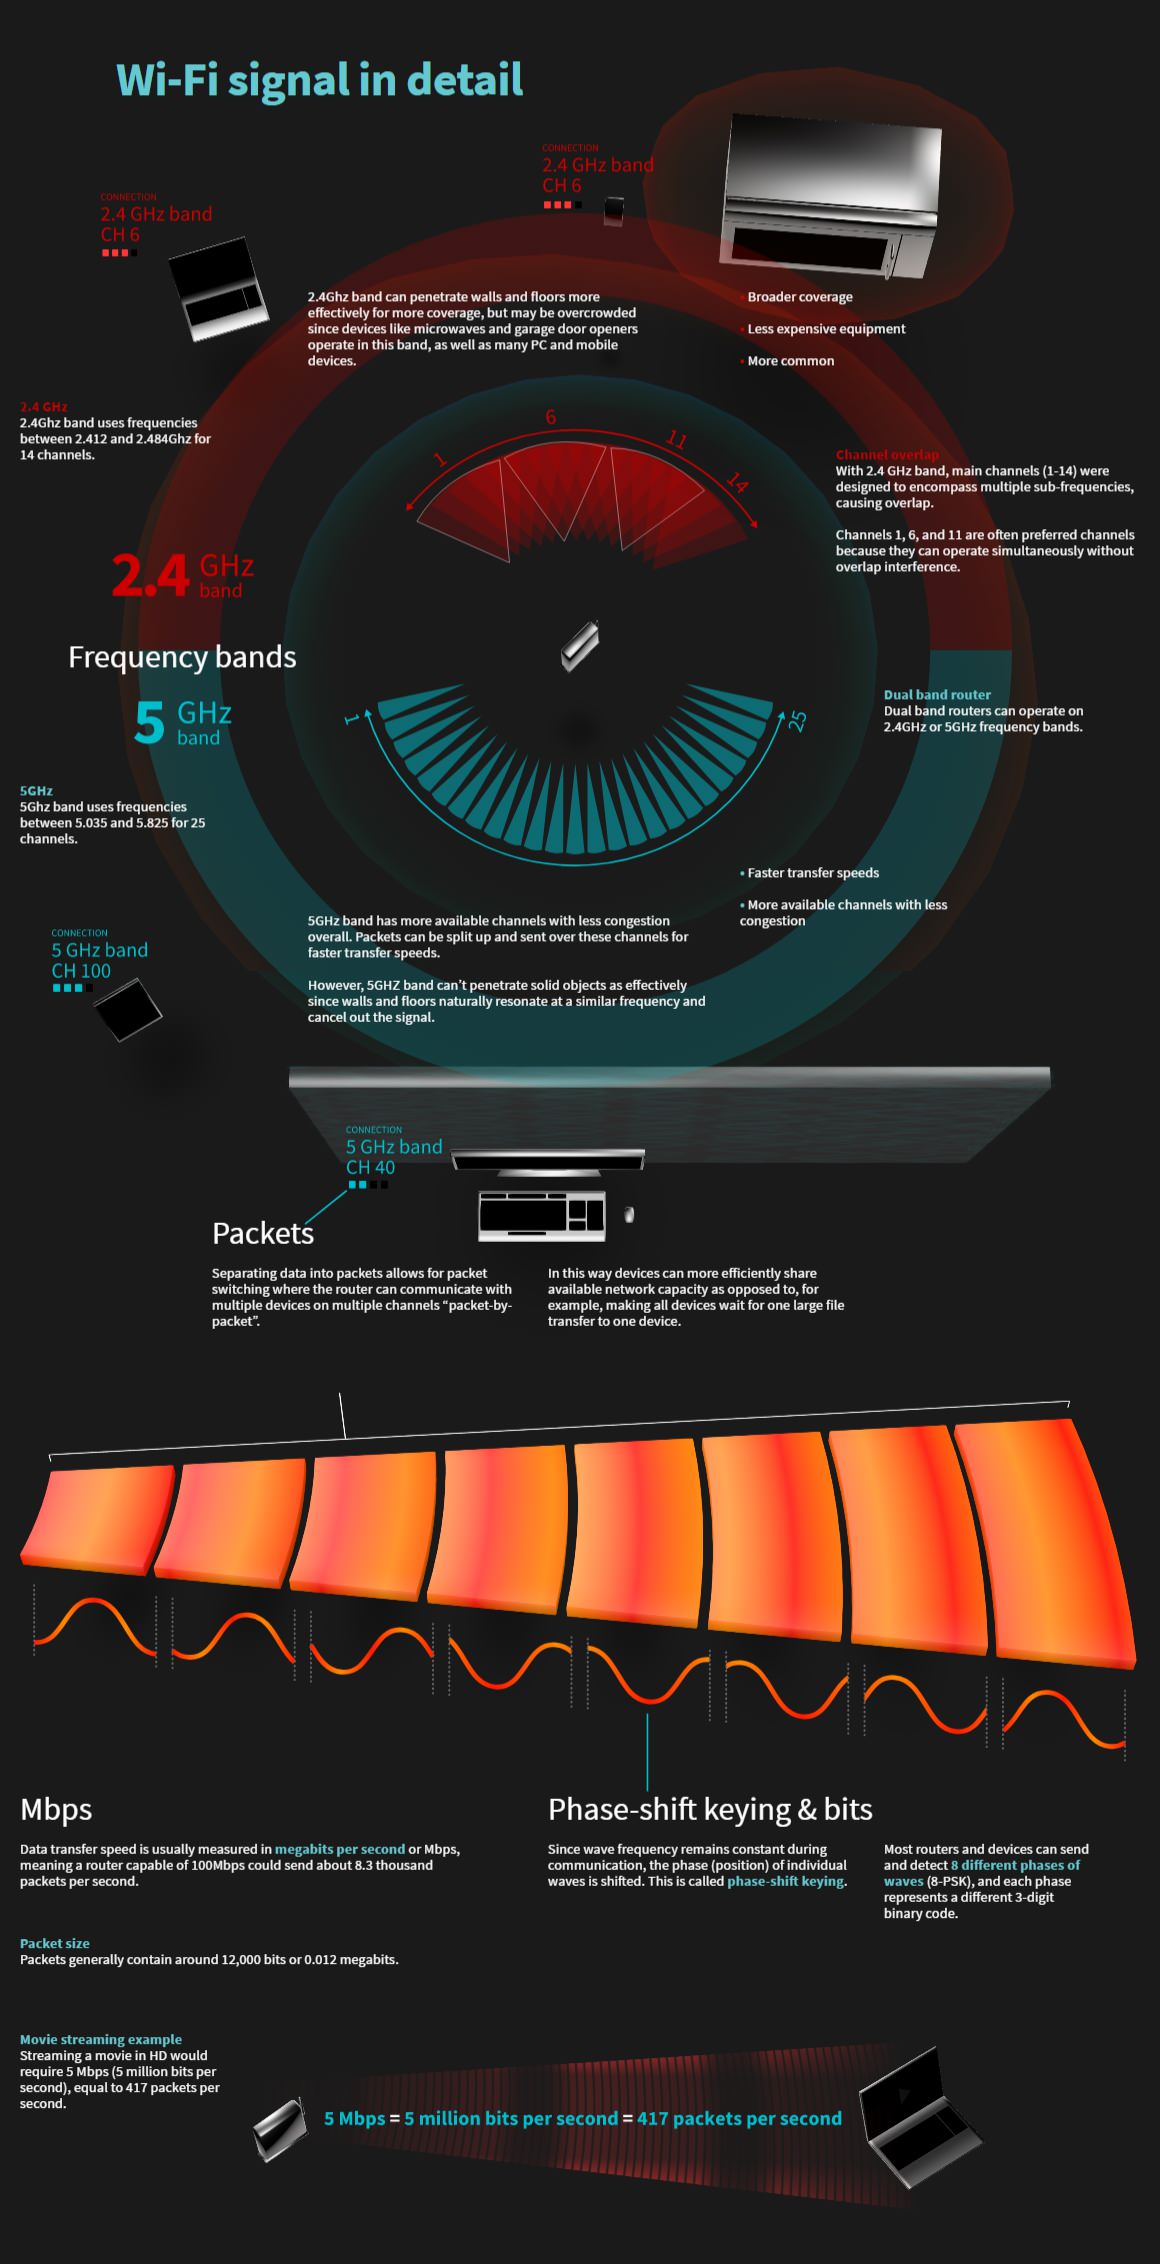 Wi-Fi signal in detail
CONNECTION
2.4 GHz band
CH 6
CONNECTION
2.4 GHz band
CH 6
2.4Ghz band can penetrate walls and floors more
effectively for more coverage, but may be overcrowded
since devices like microwaves and garage door openers
operate in this band, as well as many PC and mobile
devices.
• Broader coverage
• Less expensive equipment
• More common
2.4 GHz
2.4Ghz band uses frequencies
between 2.412 and 2.484Ghz for
14 channels.
1
6
11
14
Channel overlap
With 2.4 GHz band, main channels (1-14) were
designed to encompass multiple sub-frequencies,
causing overlap.
Channels 1, 6, and 11 are often preferred channels
because they can operate simultaneously without
overlap interference.
2.4 GHz
band
Frequency bands
5 GHz
band
1
25
Dual band router
Dual band routers can operate on
2.4GHz or 5GHz frequency bands.
5GHz
5Ghz band uses frequencies
between 5.035 and 5.825 for 25
channels.
• Faster transfer speeds
• More available channels with less
congestion
5GHz band has more available channels with less congestion
overall. Packets can be split up and sent over these channels for
faster transfer speeds.
However, 5GHZ band can’t penetrate solid objects as effectively
since walls and floors naturally resonate at a similar frequency and
cancel out the signal.
CONNECTION
5 GHz band
CH 100
CONNECTION
5 GHz band
CH 40
Packets
Separating data into packets allows for packet
switching where the router can communicate with
multiple devices on multiple channels “packet-by-
packet”.
In this way devices can more efficiently share
available network capacity as opposed to, for
example, making all devices wait for one large file
transfer to one device.
Mbps
Data transfer speed is usually measured in megabits per second or Mbps,
meaning a router capable of 100Mbps could send about 8.3 thousand
packets per second.
Packet size
Packets generally contain around 12,000 bits or 0.012 megabits.
Phase-shift keying & bits
Since wave frequency remains constant during
communication, the phase (position) of individual
waves is shifted. This is called phase-shift keying.
Most routers and devices can send
and detect 8 different phases of
waves (8-PSK), and each phase
represents a different 3-digit
binary code.
Movie streaming example
Streaming a movie in HD would
require 5 Mbps (5 million bits per
second), equal to 417 packets per
second.
5 Mbps = 5 million bits per second = 417 packets per second